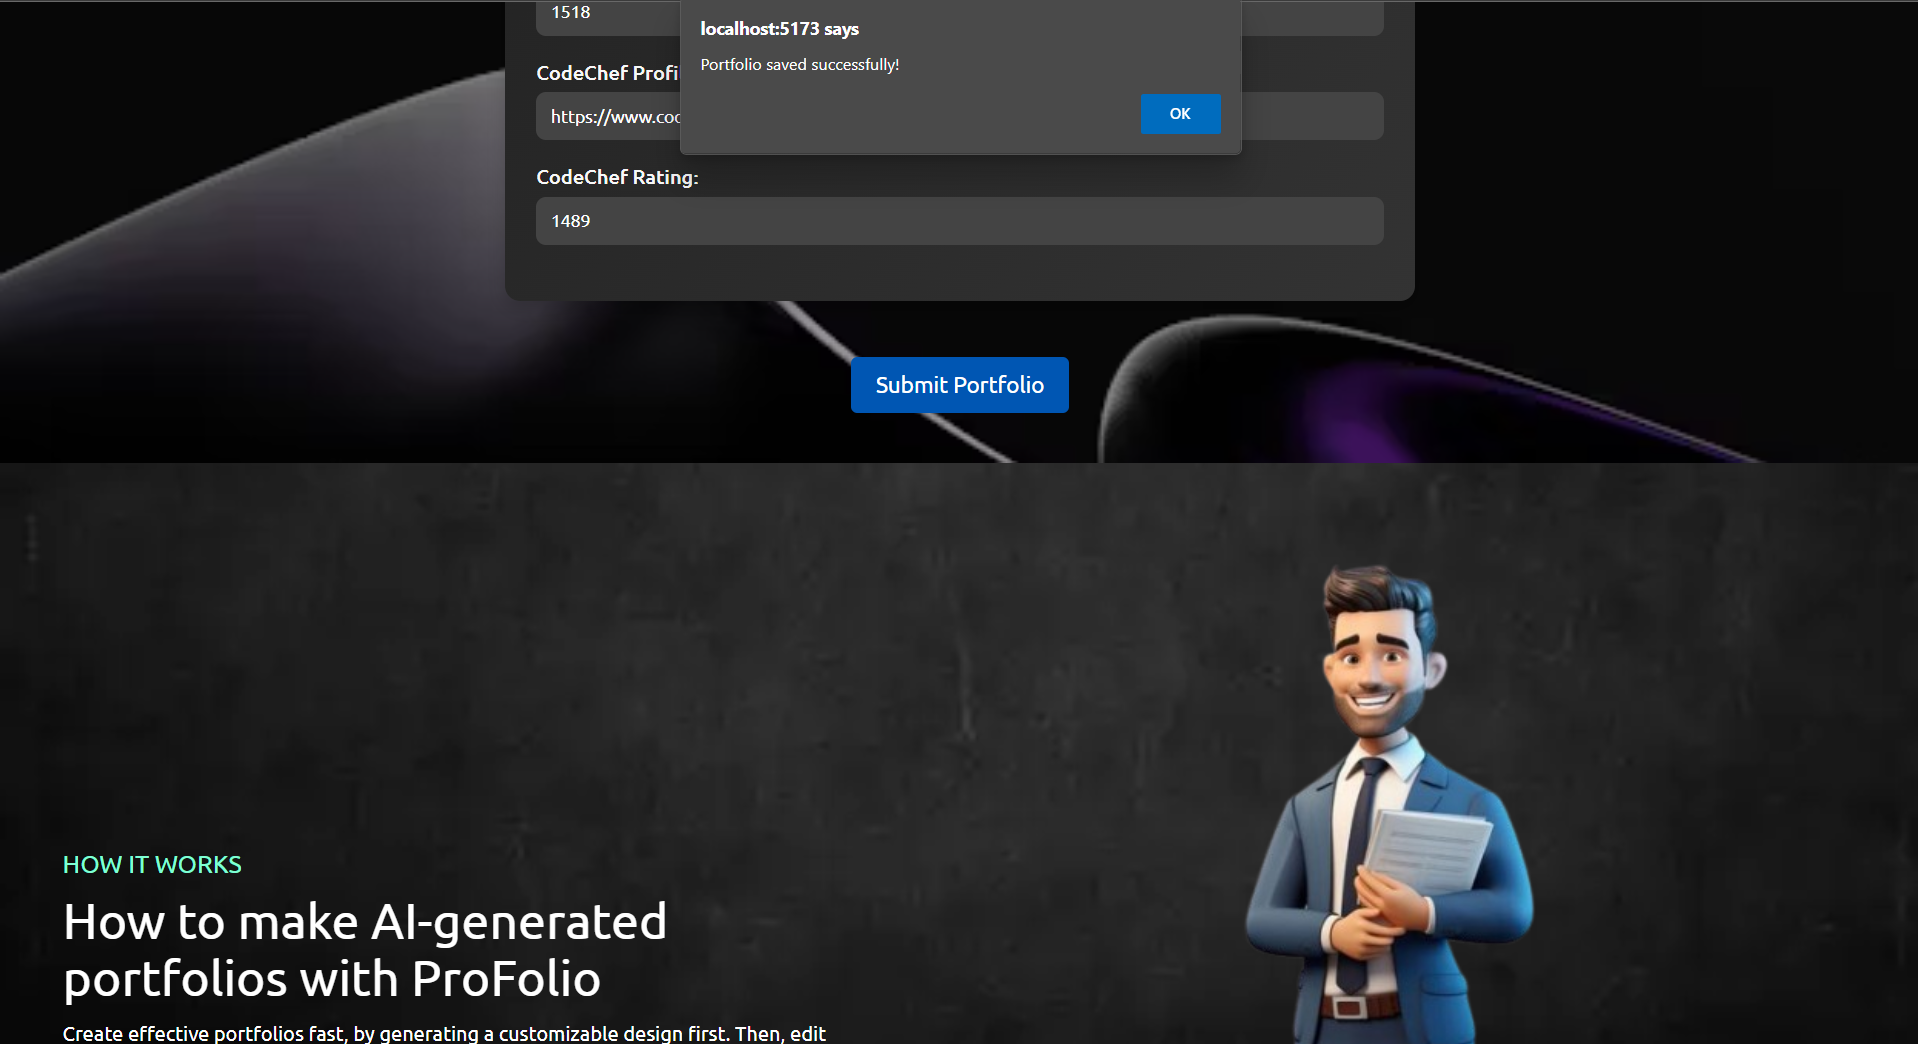 1518
localhost:5173 says
Portfolio saved successfully!
OK
CodeChef Profi
https://www.coc
CodeChef Rating:
1489
Submit Portfolio
HOW IT WORKS
How to make AI-generated
portfolios with ProFolio
Create effective portfolios fast, by generating a customizable design first. Then, edit